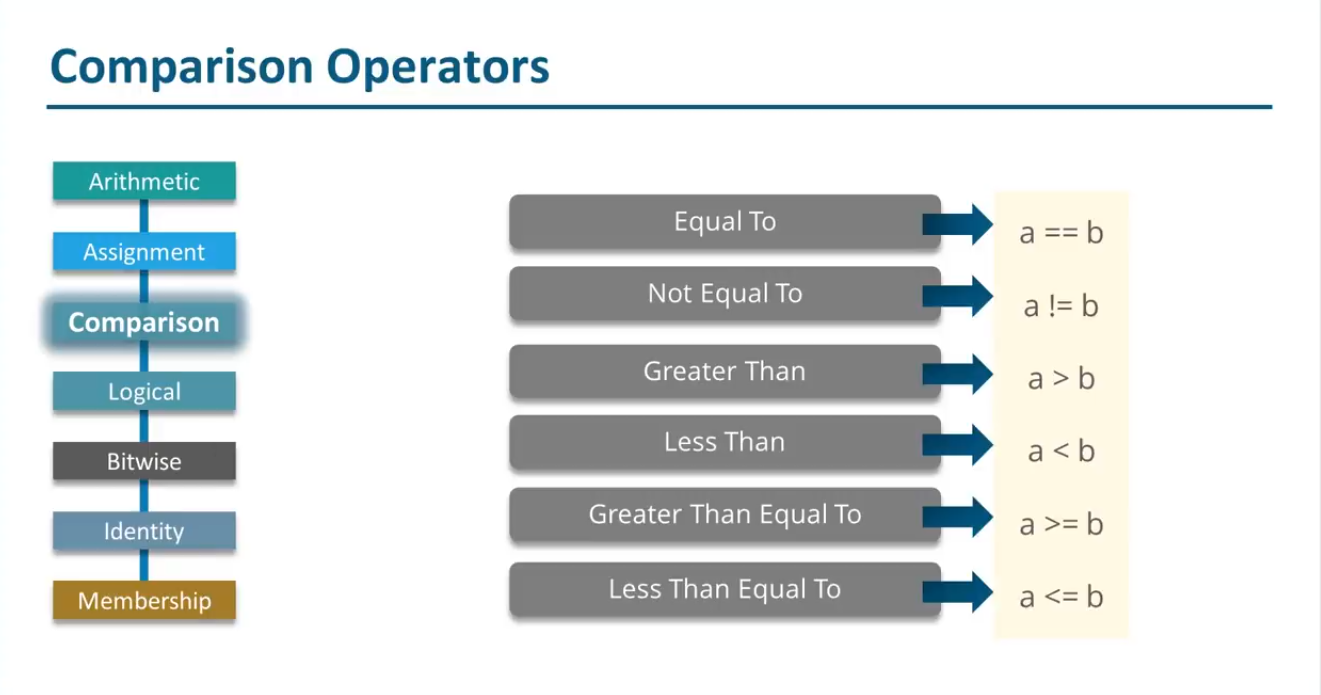 Comparison Operators
Arithmetic
Assignment
Comparison
Logical
Bitwise
Identity
Membership
Equal To
a == b
Not Equal To
a != b
Greater Than
a > b
Less Than
a < b
Greater Than Equal To
a >= b
Less Than Equal To
a <= b